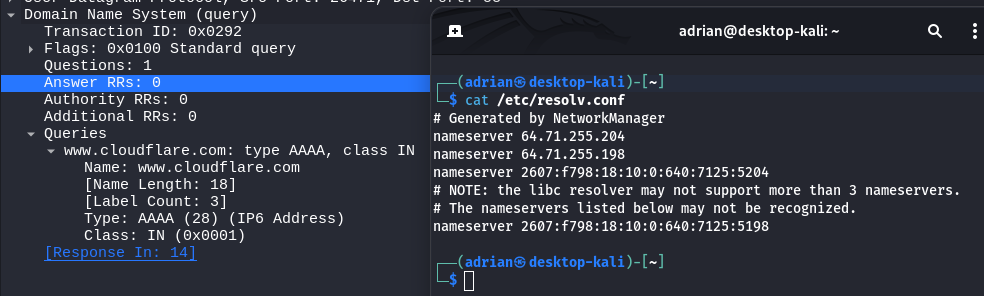 Domain Name System (query)
Transaction ID: 0x0292
Flags: 0x0100 Standard query
Questions: 1
Answer RRs: 0
Authority RRs: 0
Additional RRs: 0
Queries
www.cloudflare.com: type AAAA, class IN
Name: www.cloudflare.com
[Name Length: 18]
[Label Count: 3]
Type: AAAA (28) (IP6 Address)
Class: IN (0x0001)
[Response In: 14]
adrian@desktop-kali: ~
┌──(adrian㉿desktop-kali)-[~]
└─$ cat /etc/resolv.conf
# Generated by NetworkManager
nameserver 64.71.255.204
nameserver 64.71.255.198
nameserver 2607:f798:18:10:0:640:7125:5204
# NOTE: the libc resolver may not support more than 3 nameservers.
# The nameservers listed below may not be recognized.
nameserver 2607:f798:18:10:0:640:7125:5198
┌──(adrian㉿desktop-kali)-[~]
└─$